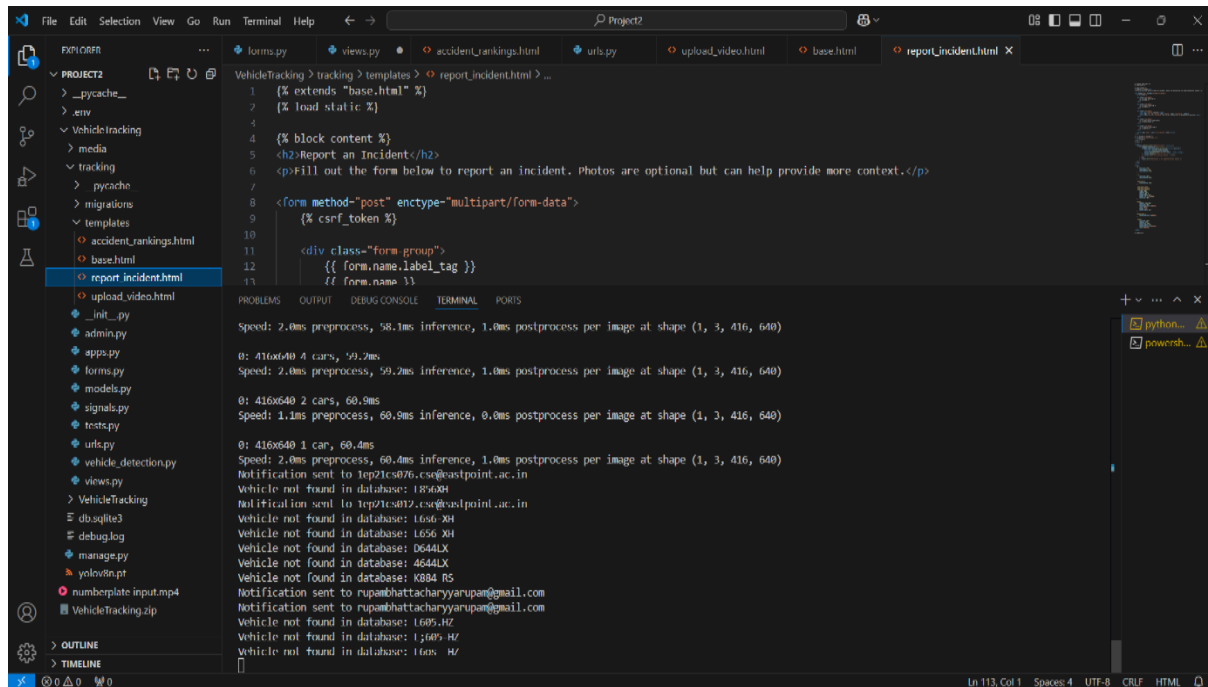 File Edit Selection View Go Run Terminal Help
Project2
EXPLORER
forms.py
views.py
accident_rankings.html
urls.py
upload_video.html
base.html
report_incident.html
PROJECT2
__pycache__
.env
VehicleTracking
media
tracking
__pycache__
migrations
templates
accident_rankings.html
base.html
report_incident.html
upload_video.html
__init__.py
admin.py
apps.py
forms.py
models.py
signals.py
tests.py
urls.py
vehicle_detection.py
views.py
VehicleTracking
db.sqlite3
debug.log
manage.py
yolov8n.pt
numberplate input.mp4
VehicleTracking.zip
OUTLINE
TIMELINE
VehicleTracking > tracking > templates > report_incident.html > ...
1 {% extends "base.html" %}
2 {% load static %}
3
4 {% block content %}
5 <h2>Report an Incident</h2>
6 <p>Fill out the form below to report an incident. Photos are optional but can help provide more context.</p>
7
8 <form method="post" enctype="multipart/form-data">
9 {% csrf_token %}
10
11 <div class="form-group">
12 {{ form.name.label_tag }}
13 {{ form.name }}
PROBLEMS OUTPUT DEBUG CONSOLE TERMINAL PORTS
Speed: 2.0ms preprocess, 58.1ms inference, 1.0ms postprocess per image at shape (1, 3, 416, 640)
0: 416x640 4 cars, 59.2ms
Speed: 2.0ms preprocess, 59.2ms inference, 1.0ms postprocess per image at shape (1, 3, 416, 640)
0: 416x640 2 cars, 60.9ms
Speed: 1.1ms preprocess, 60.9ms inference, 0.0ms postprocess per image at shape (1, 3, 416, 640)
0: 416x640 1 car, 60.4ms
Speed: 2.0ms preprocess, 60.4ms inference, 1.0ms postprocess per image at shape (1, 3, 416, 640)
Notification sent to 1ep21cs076.cse@eastpoint.ac.in
Vehicle not found in database: L856XH
Notification sent to 1ep21cs012.cse@eastpoint.ac.in
Vehicle not found in database: L6s6-XH
Vehicle not found in database: L656 XH
Vehicle not found in database: D644LX
Vehicle not found in database: 4644LX
Vehicle not found in database: K884 RS
Notification sent to rupambhattacharyyarupam@gmail.com
Notification sent to rupambhattacharyyarupam@gmail.com
Vehicle not found in database: L605.HZ
Vehicle not found in database: L;605-HZ
Vehicle not found in database: L6os HZ
python...
powersh...
0 0 0
Ln 113, Col 1 Spaces: 4 UTF-8 CRLF HTML